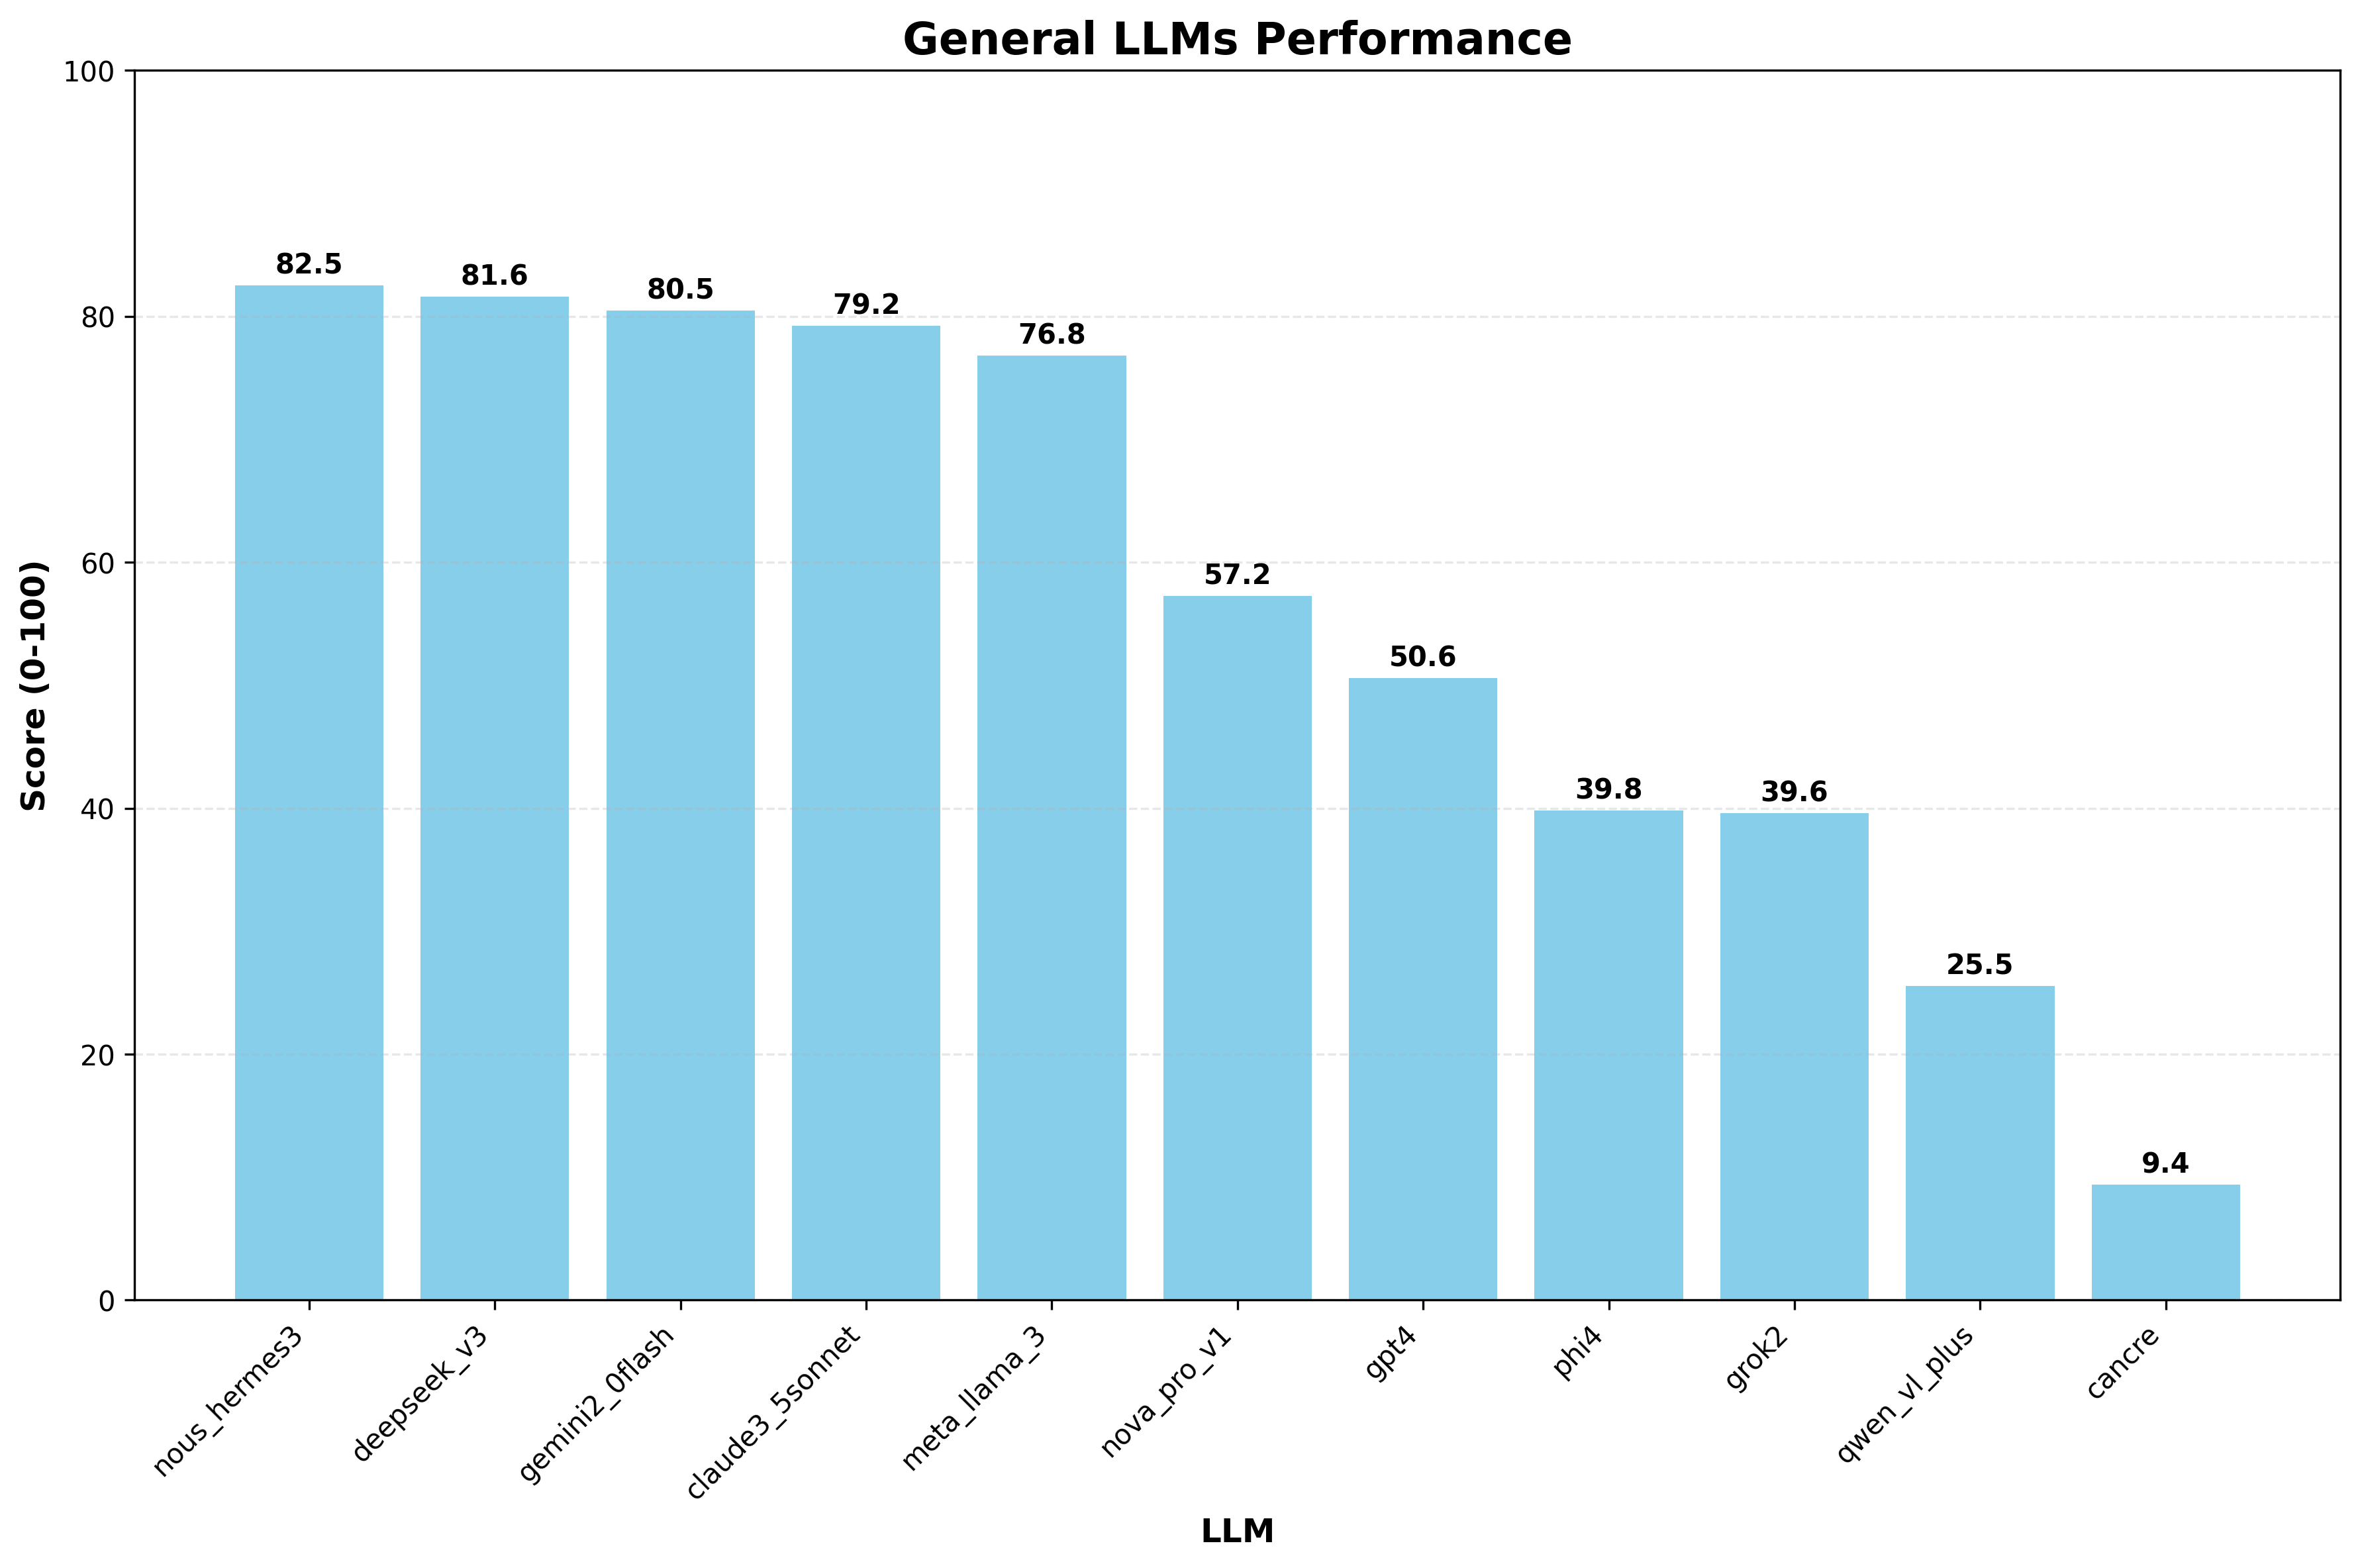 General LLMs Performance
100
80
60
40
20
0
Score (0-100)
82.5
81.6
80.5
79.2
76.8
57.2
50.6
39.8
39.6
25.5
9.4
nous_hermes3
deepseek_v3
gemini2_0flash
claude3_5sonnet
meta_llama_3
nova_pro_v1
gpt4
phi4
grok2
qwen_vl_plus
cancre
LLM